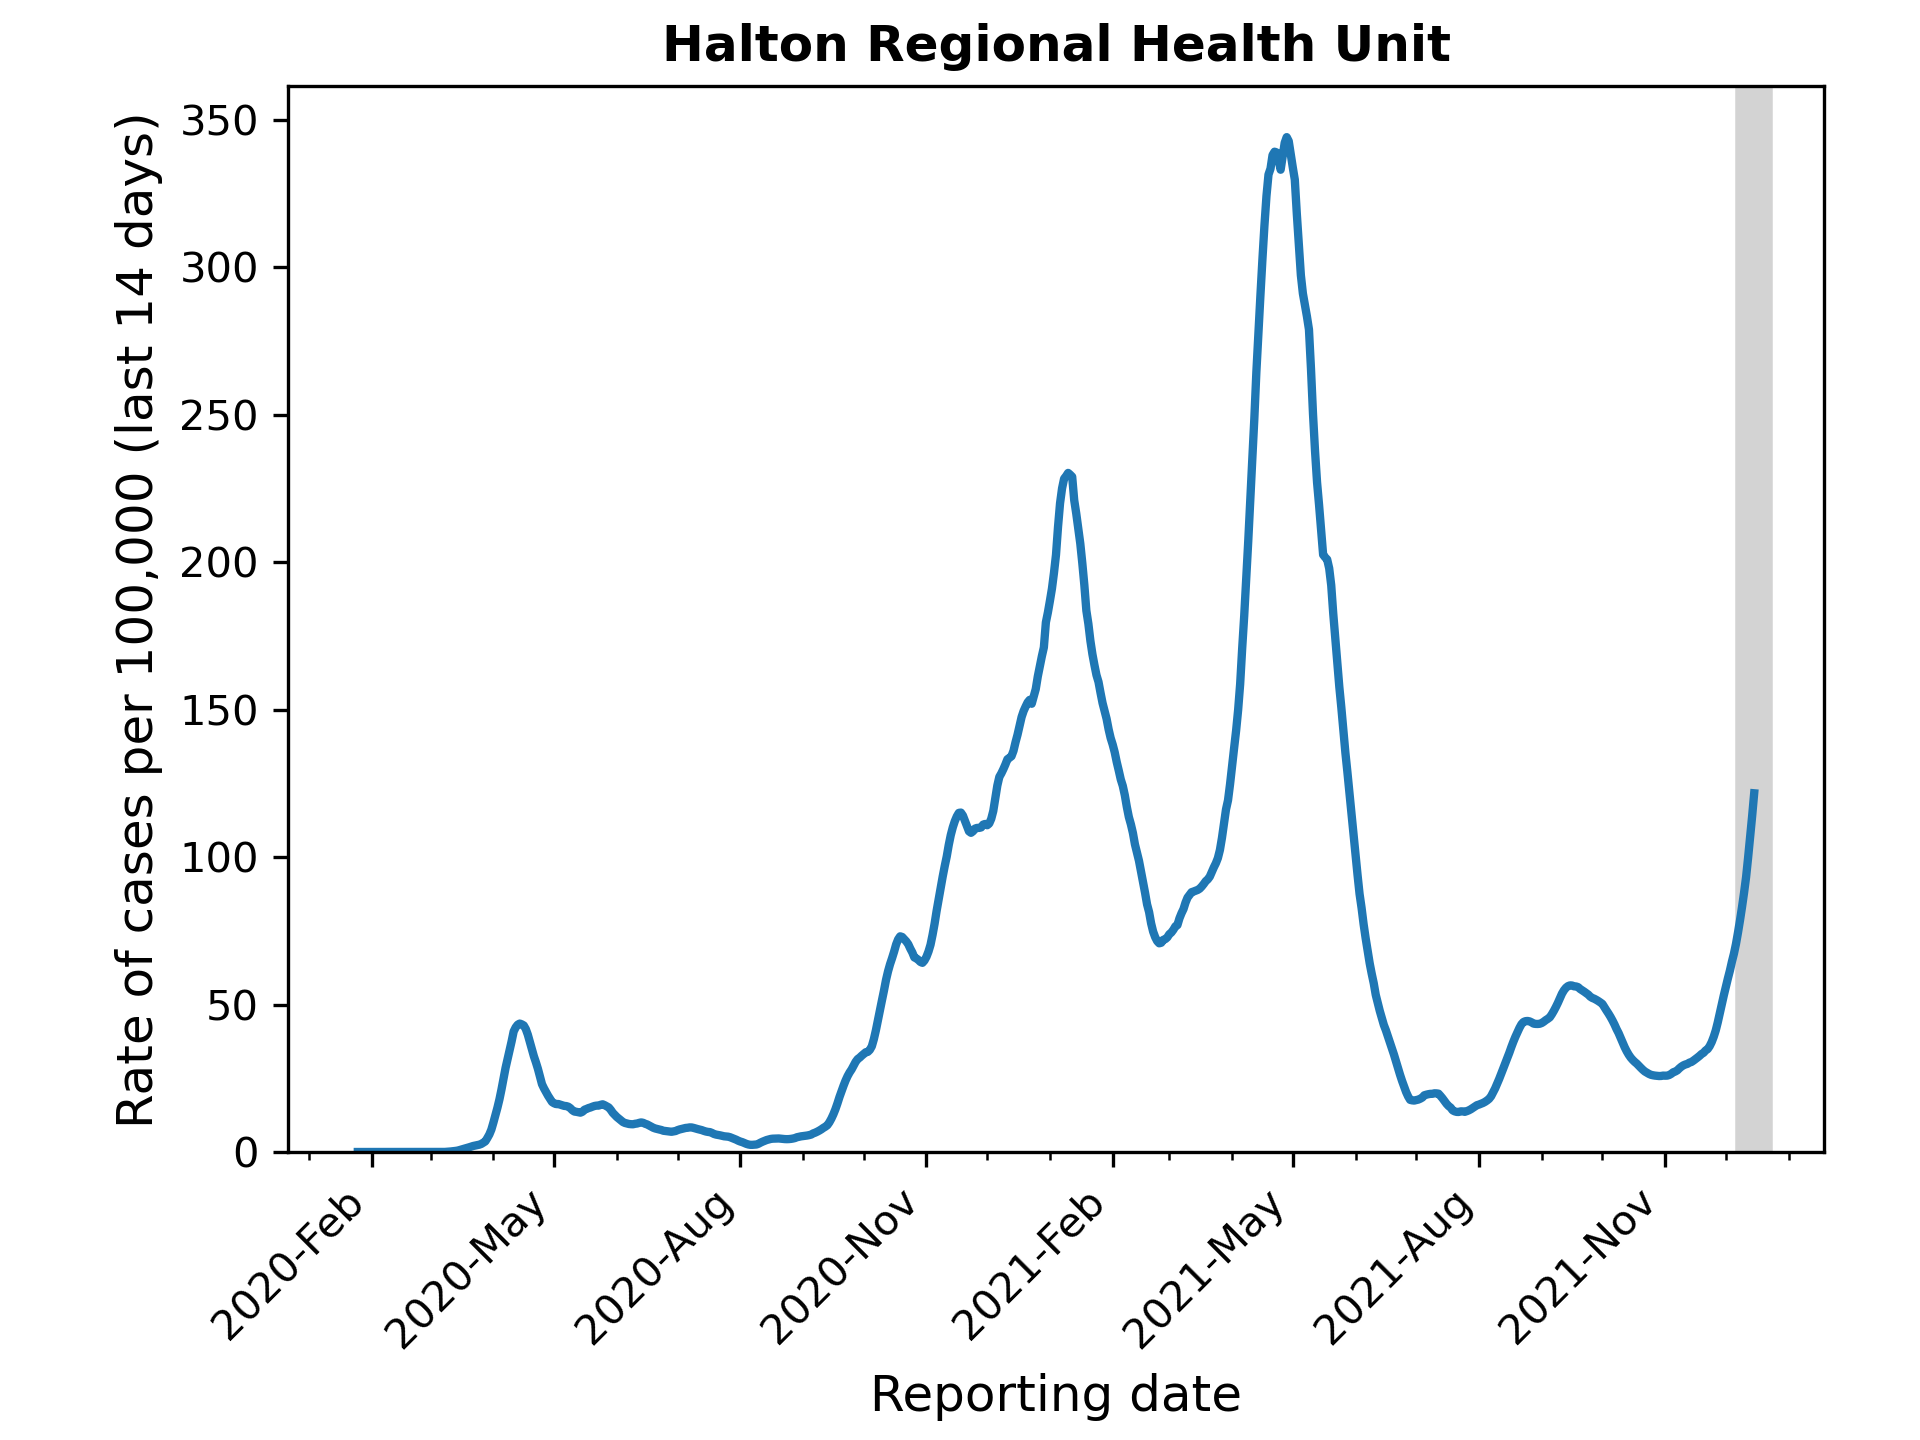 Halton Regional Health Unit
Rate of cases per 100,000 (last 14 days)
350
300
250
200
150
100
50
0
2020-Feb
2020-May
2020-Aug
2020-Nov
2021-Feb
2021-May
2021-Aug
2021-Nov
Reporting date